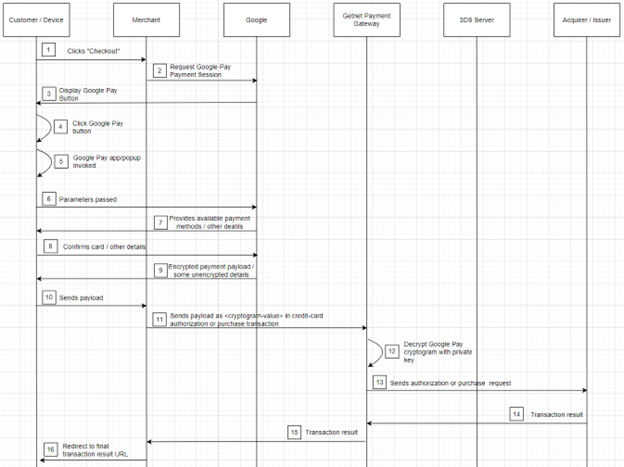 Customer / Device
Merchant
Google
Getnet Payment
Gateway
3DS Server
Acquirer / Issuer
1
Clicks "Checkout"
2
Request Google Pay
Payment Session
3
Display Google Pay
Button
4
Click Google Pay
button
5
Google Pay app/popup
invoked
6
Parameters passed
7
Provides available payment
methods / other deatils
8
Confirms card / other details
9
Encrypted payment payload /
some unencrypted details
10
Sends payload
11
Sends payload as <cryptogram-value> in credit-card
authorization or purchase transaction
12
Decrypt Google Pay
cryptogram with private
key
13
Sends authorization or purchase request
14
Transaction result
15
Transaction result
16
Redirect to final
transaction result URL